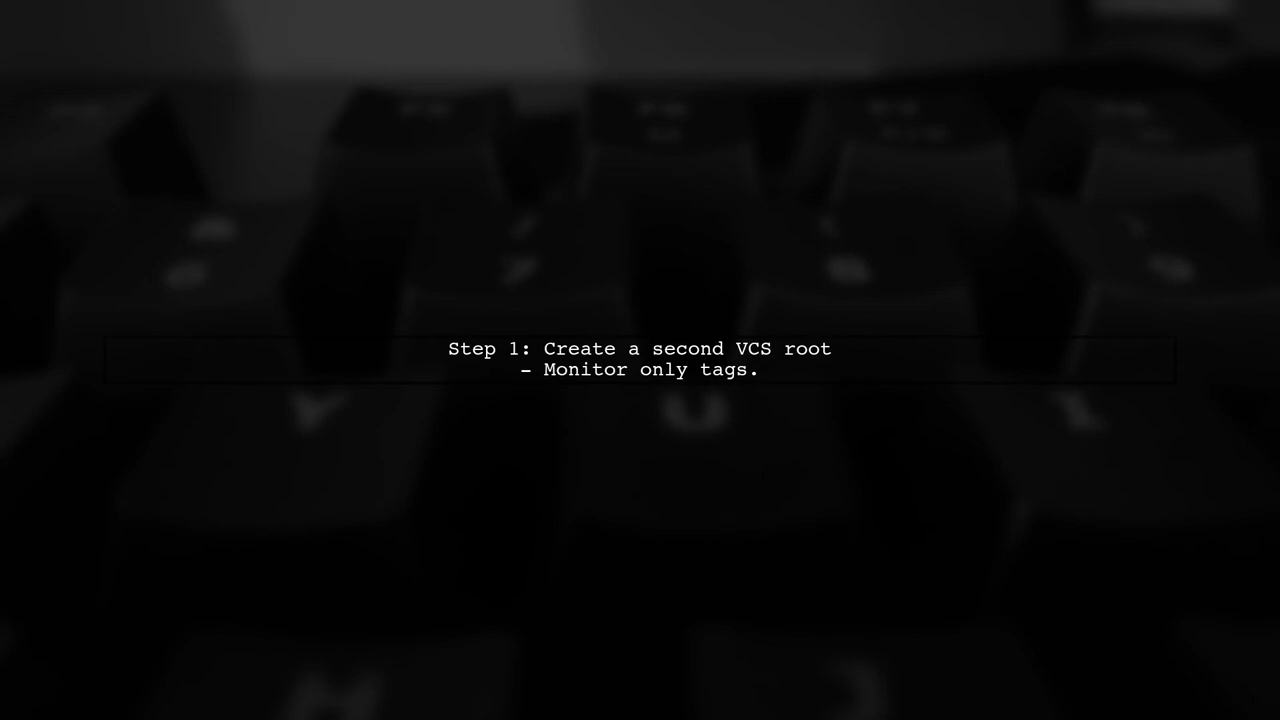 Step 1: Create a second VCS root
– Monitor only tags.